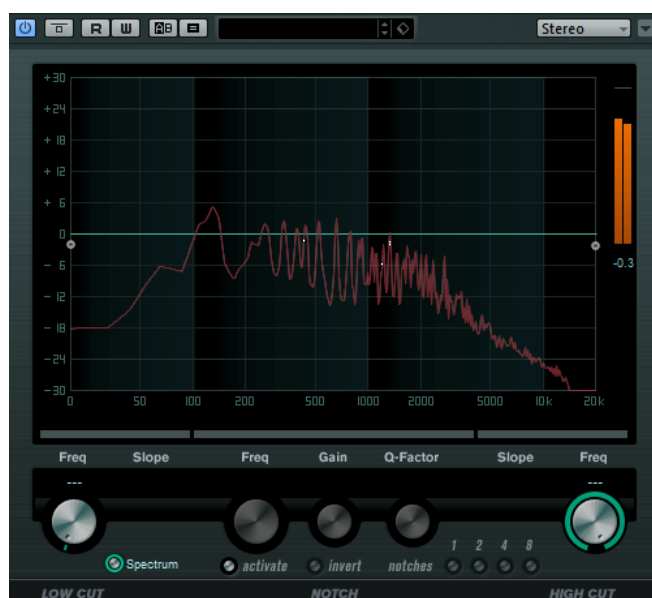 R W AB Stereo
+30
+24
+ 18
+ 12
+ 6
0
- 6
- 12
- 18
-24
-30
0 50 100 200 500 1000 2000 5000 10k 20k
-0.3
Freq Slope Freq Gain Q-Factor Slope Freq
--- ---
1 2 4 8
Spectrum activate invert notches
LOW CUT NOTCH HIGH CUT